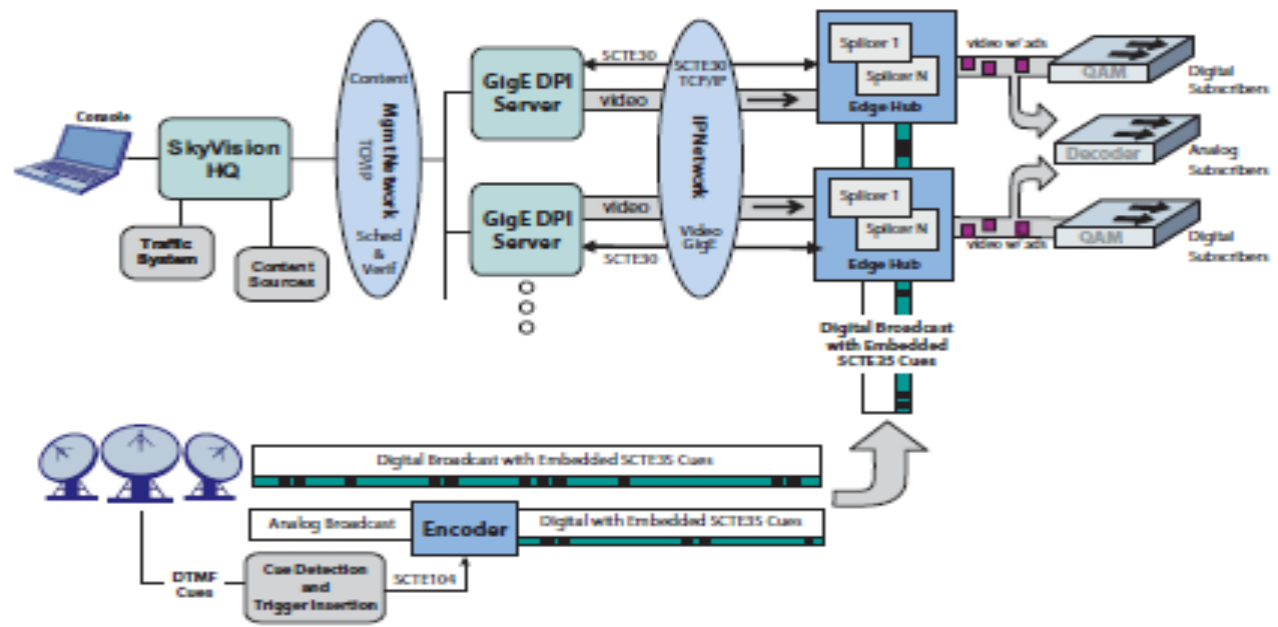 Console
SkyVision
HQ
Traffic
System
Content
Sources
Content
Mgmt Network
TCP/IP
Sched
&
Verif
GigE DPI
Server
SCTE30
video
GigE DPI
Server
video
SCTE30
SCTE30
TCP/IP
IPNetwork
Video
GigE
Splicer 1
Splicer N
Edge Hub
Splicer 1
Splicer N
Edge Hub
video w/ ads
QAM
Digital
Subscribers
Decoder
Analog
Subscribers
video w/ ads
QAM
Digital
Subscribers
Digital Broadcast
with Embedded
SCTE35 Cues
Digital Broadcast with Embedded SCTE35 Cues
Analog Broadcast
Encoder
Digital with Embedded SCTE35 Cues
DTMF
Cues
Cue Detection
and
Trigger Insertion
SCTE104